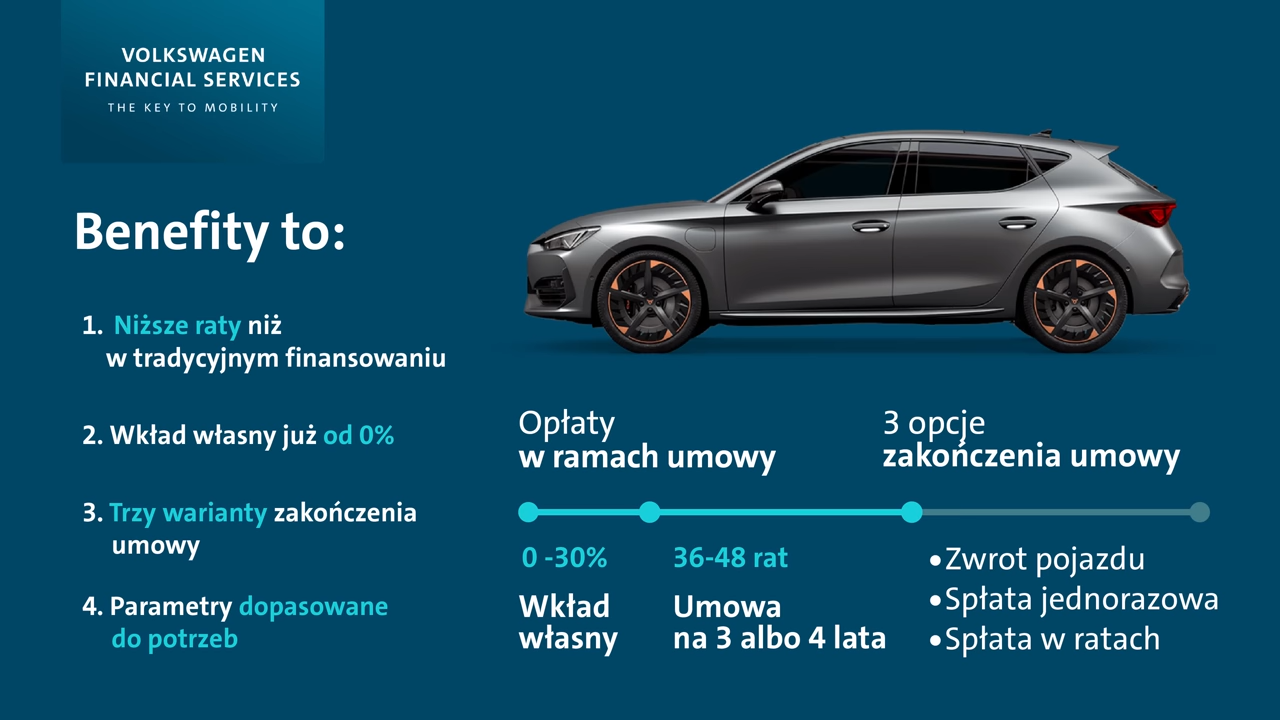 VOLKSWAGEN
FINANCIAL SERVICES
THE KEY TO MOBILITY
Benefity to:
1. Niższe raty niż
w tradycyjnym finansowaniu
2. Wkład własny już od 0%
3. Trzy warianty zakończenia
umowy
4. Parametry dopasowane
do potrzeb
Opłaty
w ramach umowy
0 -30%
Wkład
własny
36-48 rat
Umowa
na 3 albo 4 lata
3 opcje
zakończenia umowy
•Zwrot pojazdu
•Spłata jednorazowa
•Spłata w ratach